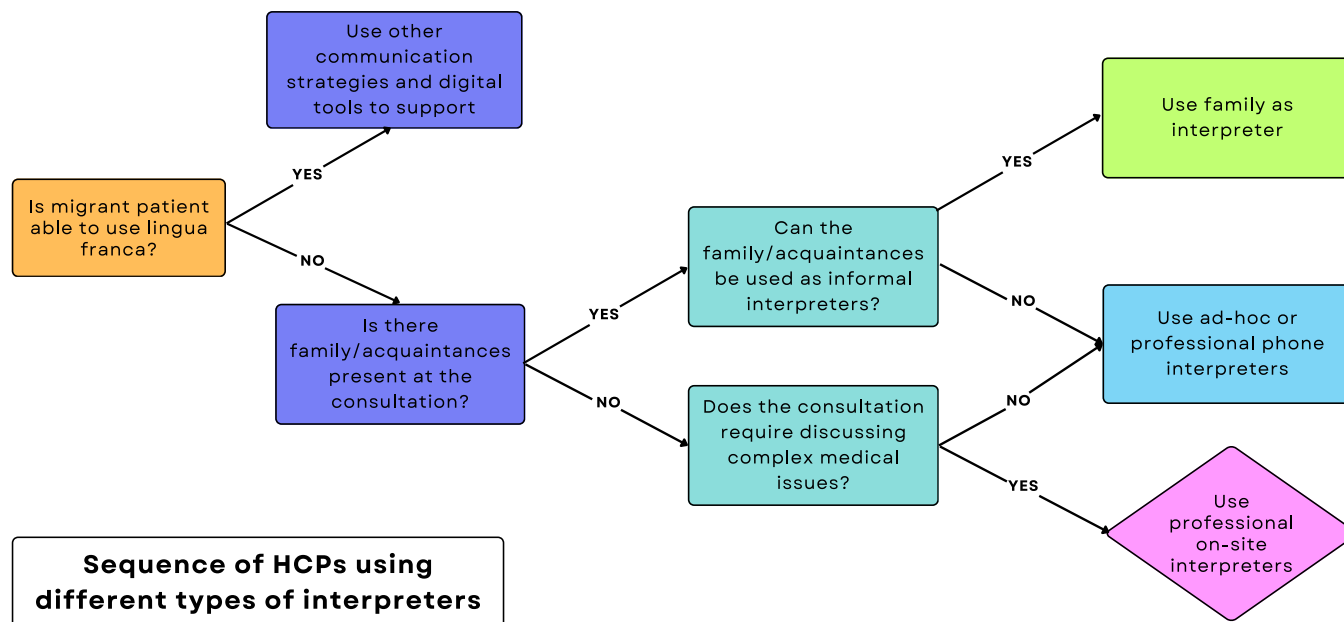 Use other
communication
strategies and digital
tools to support
YES
Is migrant patient
able to use lingua
franca?
NO
Is there
family/acquaintances
present at the
consultation?
YES
NO
Can the
family/acquaintances
be used as informal
interpreters?
YES
NO
Does the consultation
require discussing
complex medical
issues?
NO
YES
Use family as
interpreter
Use ad-hoc or
professional phone
interpreters
Use
professional
on-site
interpreters
Sequence of HCPs using
different types of interpreters